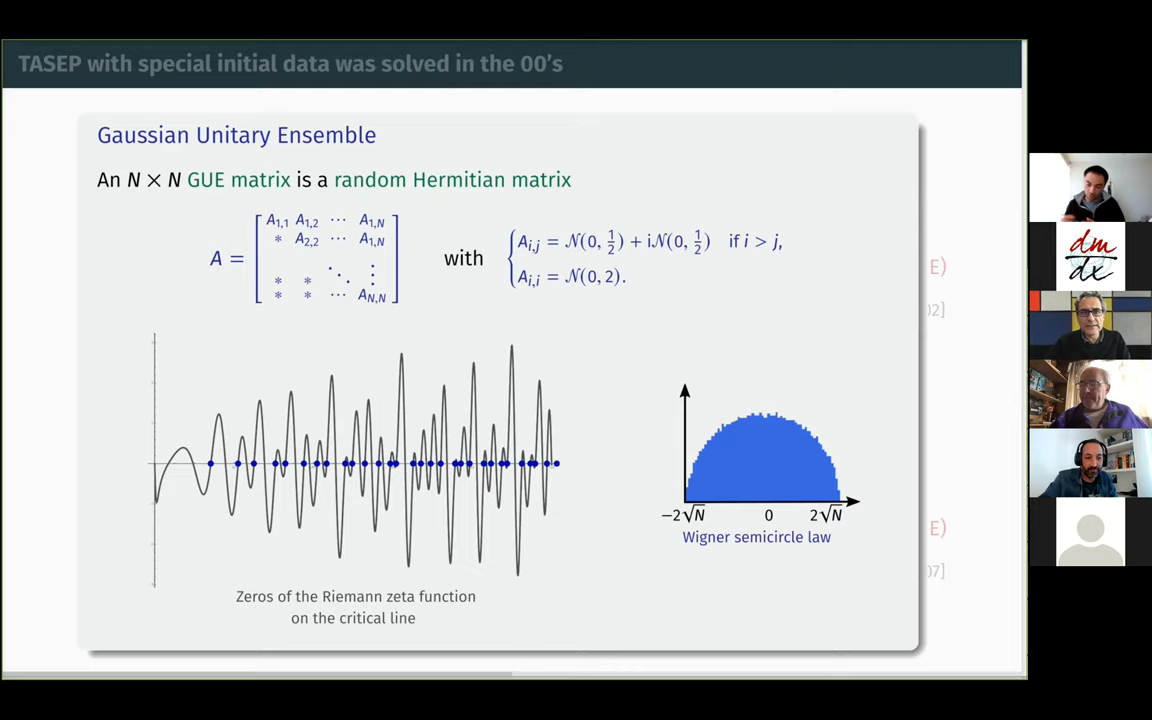 TASEP with special initial data was solved in the 00's
Gaussian Unitary Ensemble
An N × N GUE matrix is a random Hermitian matrix
A = [ A1,1 A1,2 ⋯ A1,N
∗ A2,2 ⋯ A1,N
⋱ ⋮
∗ ∗
∗ ∗ ⋯ AN,N ]
with
{ Ai,j = 𝒩(0, 1/2) + i𝒩(0, 1/2) if i > j,
Ai,i = 𝒩(0, 2).
E)
02]
−2√N 0 2√N
Wigner semicircle law
E)
07]
Zeros of the Riemann zeta function
on the critical line
dm
dx